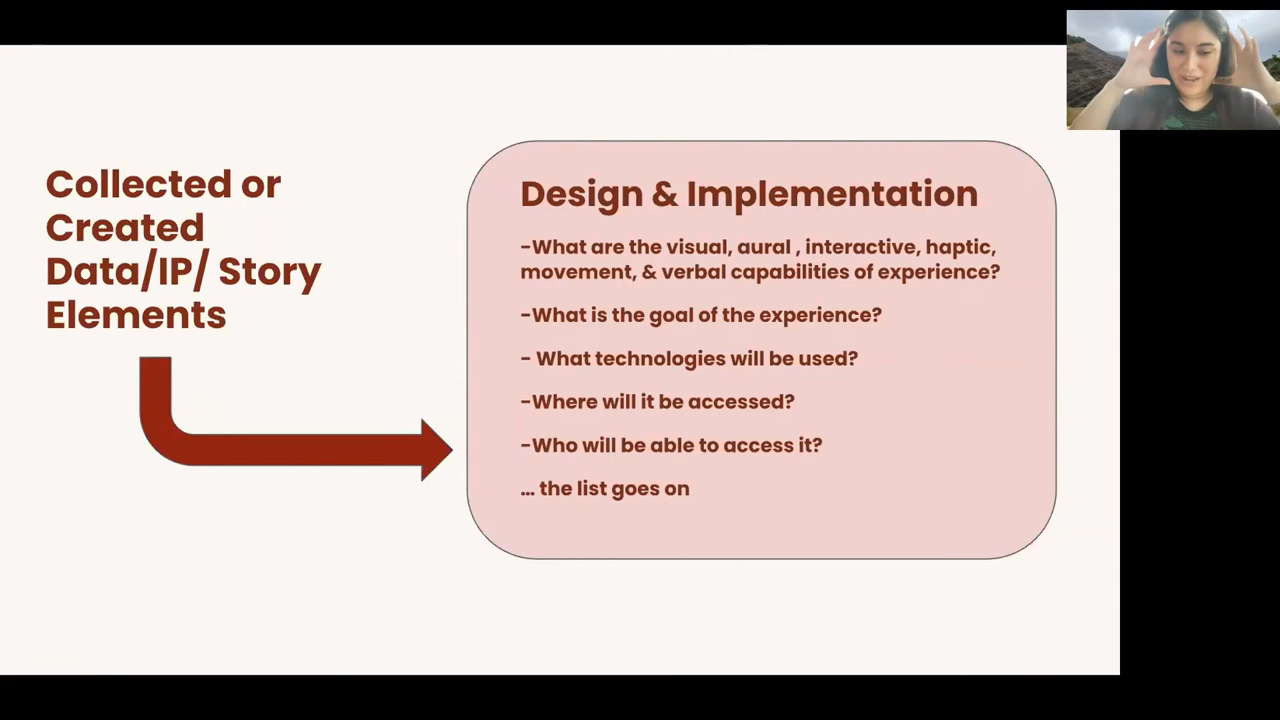 Collected or
Created
Data/IP/ Story
Elements
Design & Implementation
-What are the visual, aural , interactive, haptic,
movement, & verbal capabilities of experience?
-What is the goal of the experience?
- What technologies will be used?
-Where will it be accessed?
-Who will be able to access it?
... the list goes on